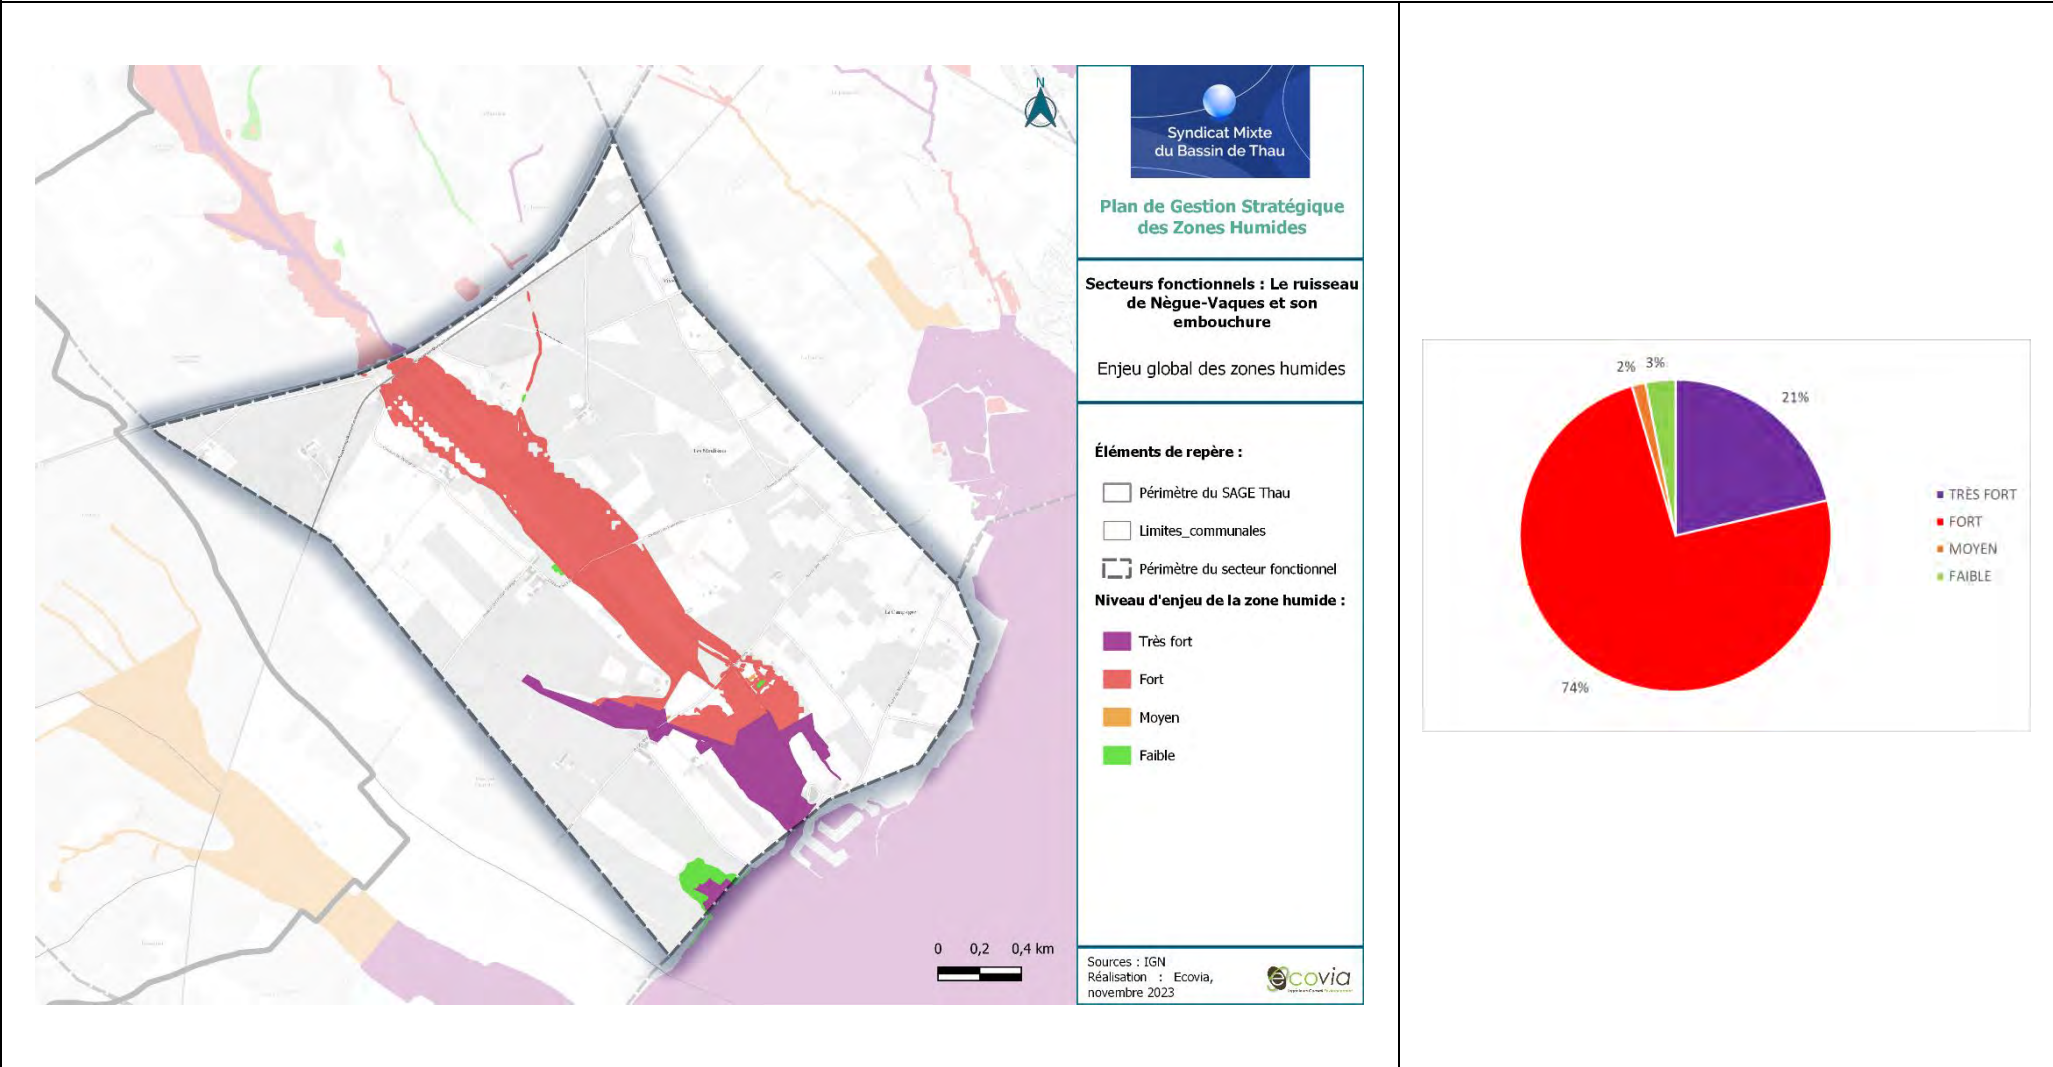 N
Syndicat Mixte
du Bassin de Thau
Plan de Gestion Stratégique
des Zones Humides
Secteurs fonctionnels : Le ruisseau
de Nègue-Vaques et son
embouchure
Enjeu global des zones humides
Éléments de repère :
Périmètre du SAGE Thau
Limites_communales
Périmètre du secteur fonctionnel
Niveau d'enjeu de la zone humide :
Très fort
Fort
Moyen
Faible
0 0,2 0,4 km
Sources : IGN
Réalisation : Ecovia,
novembre 2023
ecovia
2% 3%
21%
74%
TRÈS FORT
FORT
MOYEN
FAIBLE